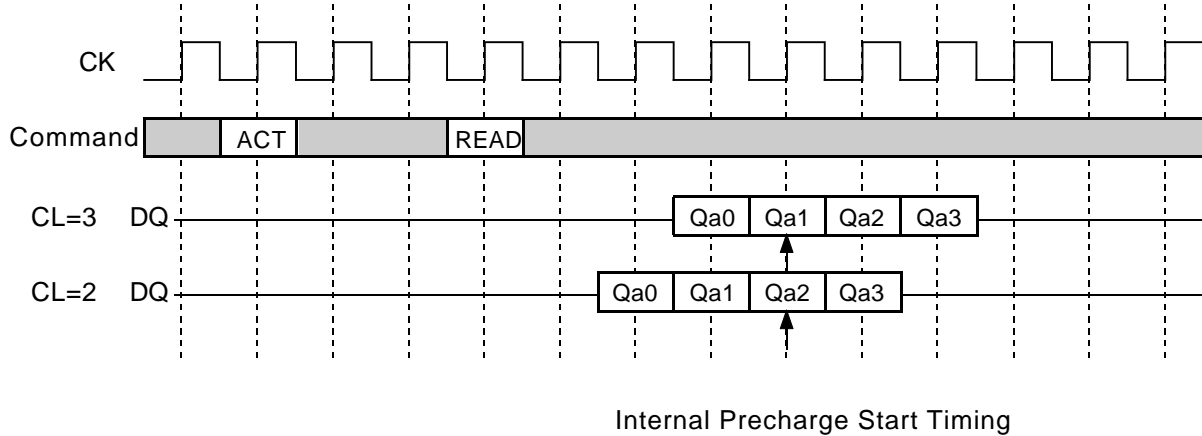 CK
Command ACT READ
CL=3 DQ Qa0 Qa1 Qa2 Qa3
CL=2 DQ Qa0 Qa1 Qa2 Qa3
Internal Precharge Start Timing